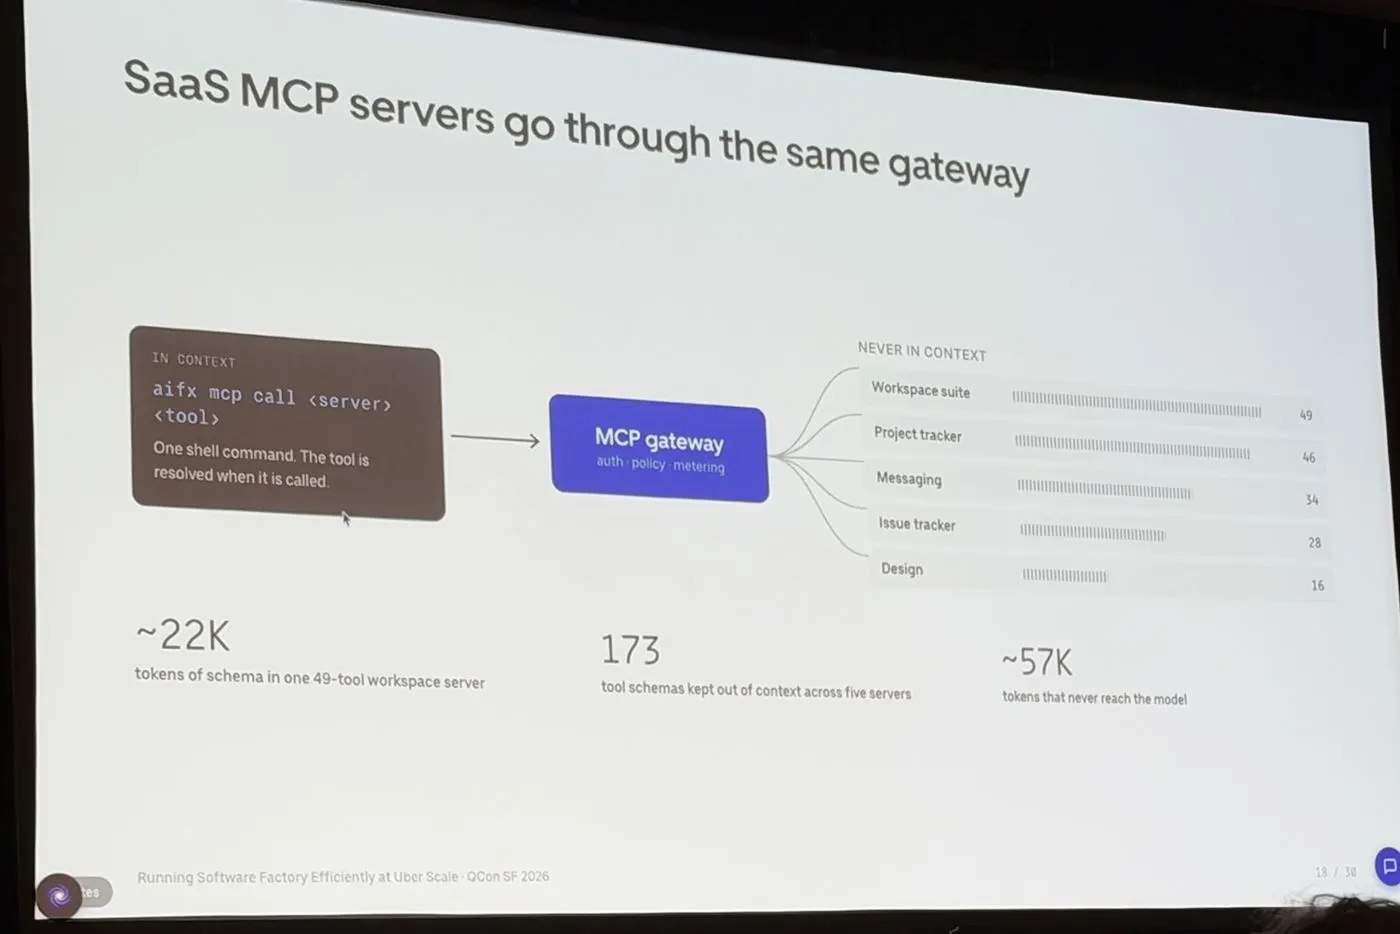 SaaS MCP servers go through the same gateway
IN CONTEXT
aifx mcp call <server>
<tool>
One shell command. The tool is
resolved when it is called.
MCP gateway
auth · policy · metering
NEVER IN CONTEXT
Workspace suite 49
Project tracker 46
Messaging 34
Issue tracker 28
Design 16
~22K
tokens of schema in one 49-tool workspace server
173
tool schemas kept out of context across five servers
~57K
tokens that never reach the model
Running Software Factory Efficiently at Uber Scale · QCon SF 2026
18 / 30